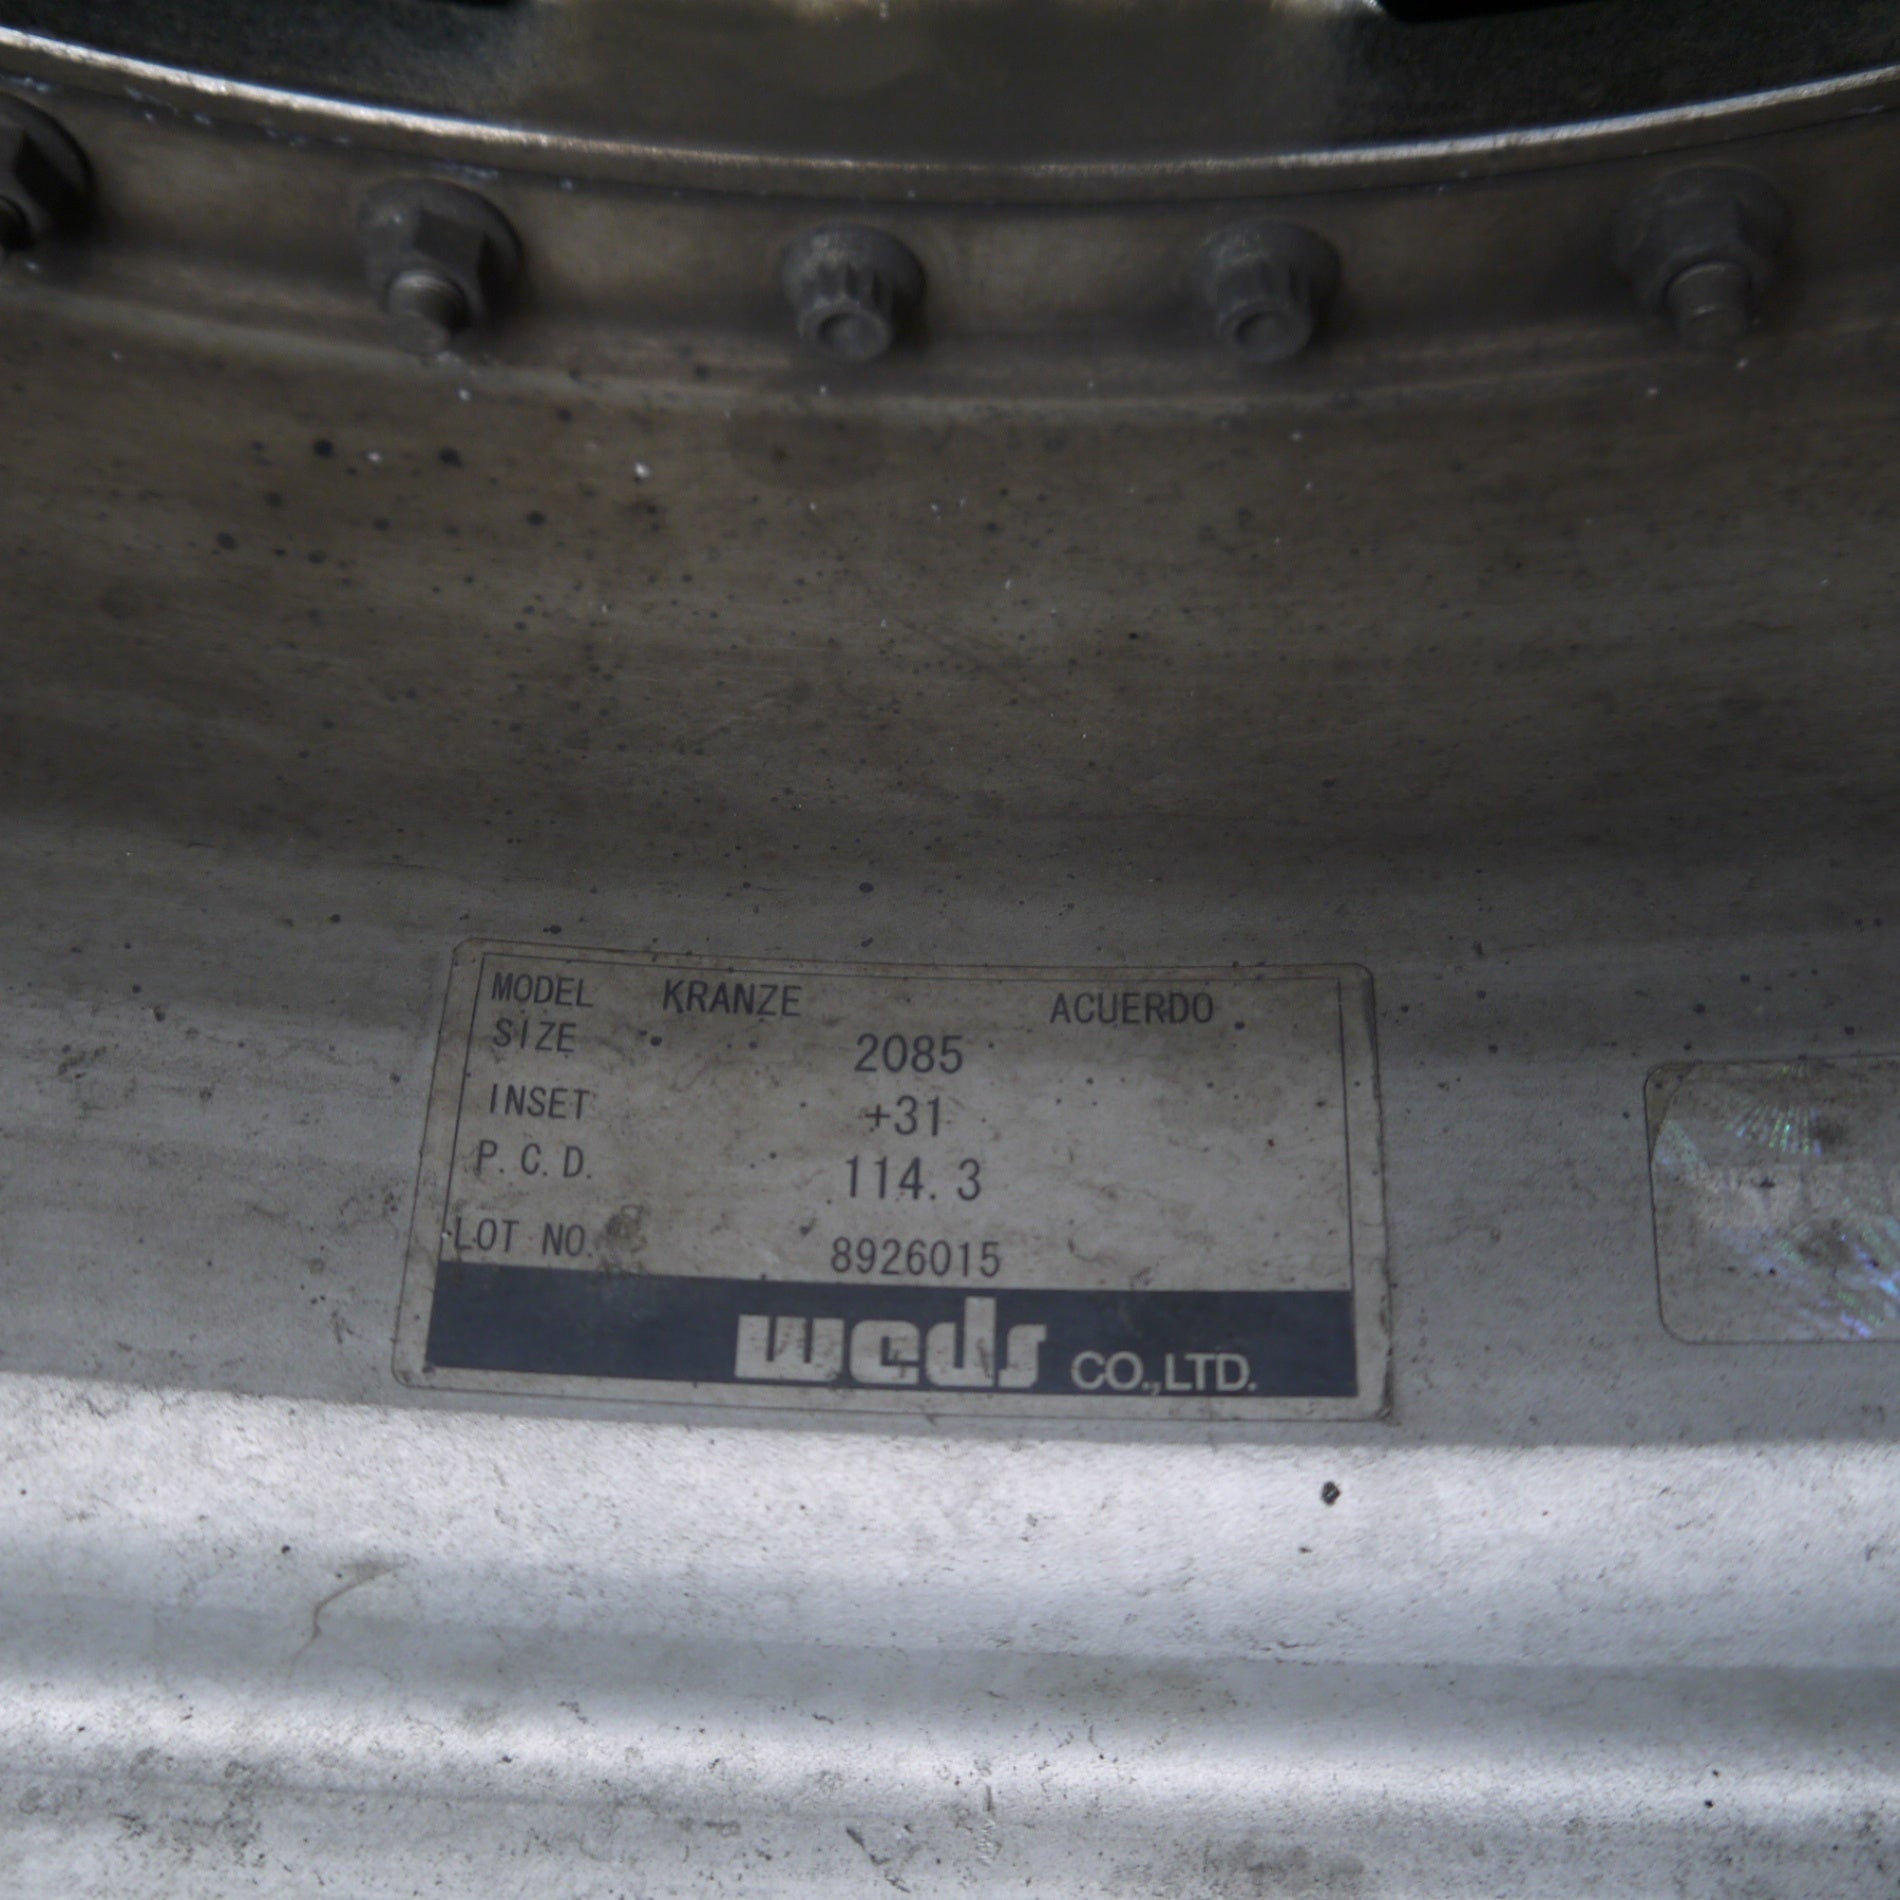 MODEL KRANZE ACUERDO
SIZE 2085
INSET +31
P.C.D. 114.3
LOT NO. 8926015
weds CO.,LTD.